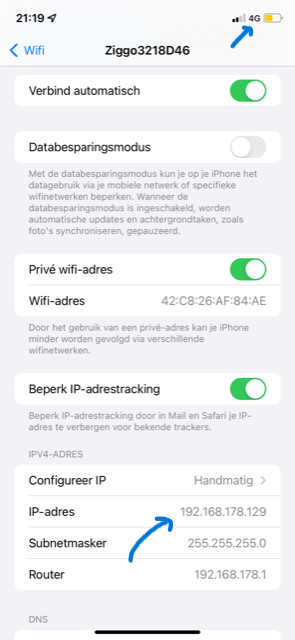 21:19 4G
Wifi Ziggo3218D46
Verbind automatisch
Databesparingsmodus
Met de databesparingsmodus kun je op je iPhone het
datagebruik via je mobiele netwerk of specifieke
wifinetwerken beperken. Wanneer de
databesparingsmodus is ingeschakeld, worden
automatische updates en achtergrondtaken, zoals
foto's synchroniseren, gepauzeerd.
Privé wifi-adres
Wifi-adres 42:C8:26:AF:84:AE
Door het gebruik van een privé-adres kan je iPhone
minder worden gevolgd via verschillende
wifinetwerken.
Beperk IP-adrestracking
Beperk IP-adrestracking door in Mail en Safari je IP-
adres te verbergen voor bekende trackers.
IPV4-ADRES
Configureer IP Handmatig
IP-adres 192.168.178.129
Subnetmasker 255.255.255.0
Router 192.168.178.1
DNS